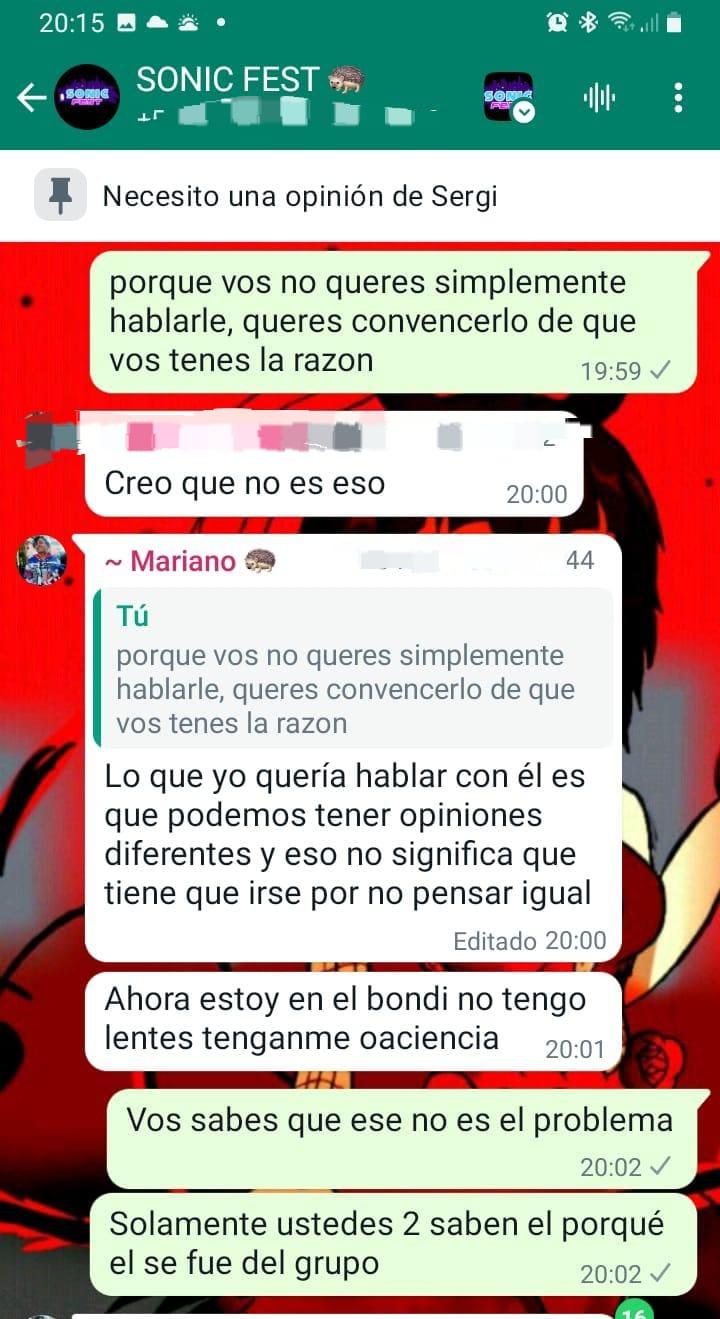 20:15
SONIC FEST 🦔
SONIC
FEST
Necesito una opinión de Sergi
porque vos no queres simplemente
hablarle, queres convencerlo de que
vos tenes la razon
19:59
Creo que no es eso
20:00
~ Mariano 🦔 44
Tú
porque vos no queres simplemente
hablarle, queres convencerlo de que
vos tenes la razon
Lo que yo quería hablar con él es
que podemos tener opiniones
diferentes y eso no significa que
tiene que irse por no pensar igual
Editado 20:00
Ahora estoy en el bondi no tengo
lentes tenganme oaciencia
20:01
Vos sabes que ese no es el problema
20:02
Solamente ustedes 2 saben el porqué
el se fue del grupo
20:02
16